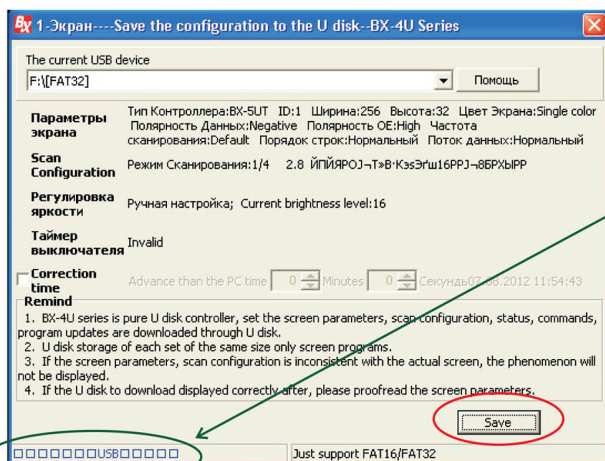 1-Экран----Save the configuration to the U disk--BX-4U Series
The current USB device
F:\[FAT32]
Помощь
Параметры экрана
Тип Контроллера:BX-5UT ID:1 Ширина:256 Высота:32 Цвет Экрана:Single color
Полярность Данных:Negative Полярность OE:High Частота
сканирования:Default Порядок строк:Нормальный Поток данных:Нормальный
Scan Configuration
Режим Сканирования:1/4 2.8
Регулировка яркости
Ручная настройка; Current brightness level:16
Таймер выключателя
Invalid
Correction time
Advance than the PC time 0 Minutes 0 Секунды 2012 11:54:43
Remind
1. BX-4U series is pure U disk controller, set the screen parameters, scan configuration, status, commands,
program updates are downloaded through U disk.
2. U disk storage of each set of the same size only screen programs.
3. If the screen parameters, scan configuration is inconsistent with the actual screen, the phenomenon will
not be displayed.
4. If the U disk to download displayed correctly after, please proofread the screen parameters.
Save
□□□□□□□USB□□□□□
Just support FAT16/FAT32